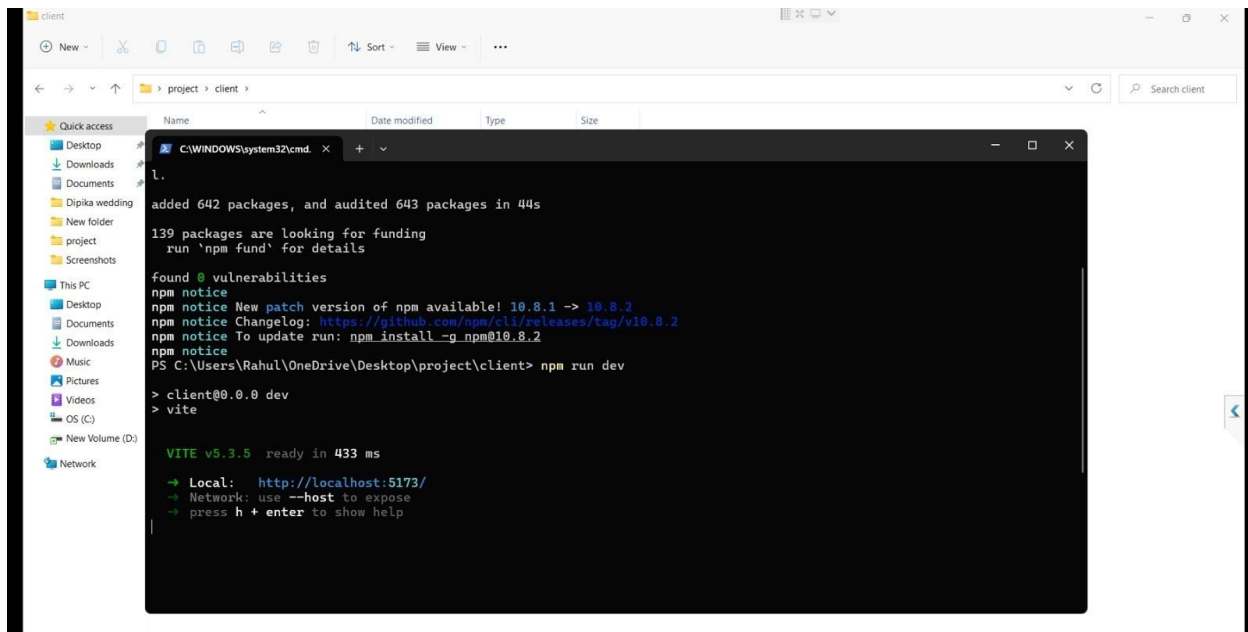 client
New
Sort
View
project > client >
Search client
Name Date modified Type Size
Quick access
Desktop
Downloads
Documents
Dipika wedding
New folder
project
Screenshots
This PC
Desktop
Documents
Downloads
Music
Pictures
Videos
OS (C:)
New Volume (D:)
Network
C:\WINDOWS\system32\cmd.
l.
added 642 packages, and audited 643 packages in 44s
139 packages are looking for funding
run `npm fund` for details
found 0 vulnerabilities
npm notice
npm notice New patch version of npm available! 10.8.1 -> 10.8.2
npm notice Changelog: https://github.com/npm/cli/releases/tag/v10.8.2
npm notice To update run: npm install -g npm@10.8.2
npm notice
PS C:\Users\Rahul\OneDrive\Desktop\project\client> npm run dev
> client@0.0.0 dev
> vite
VITE v5.3.5 ready in 433 ms
➜ Local: http://localhost:5173/
➜ Network: use --host to expose
➜ press h + enter to show help